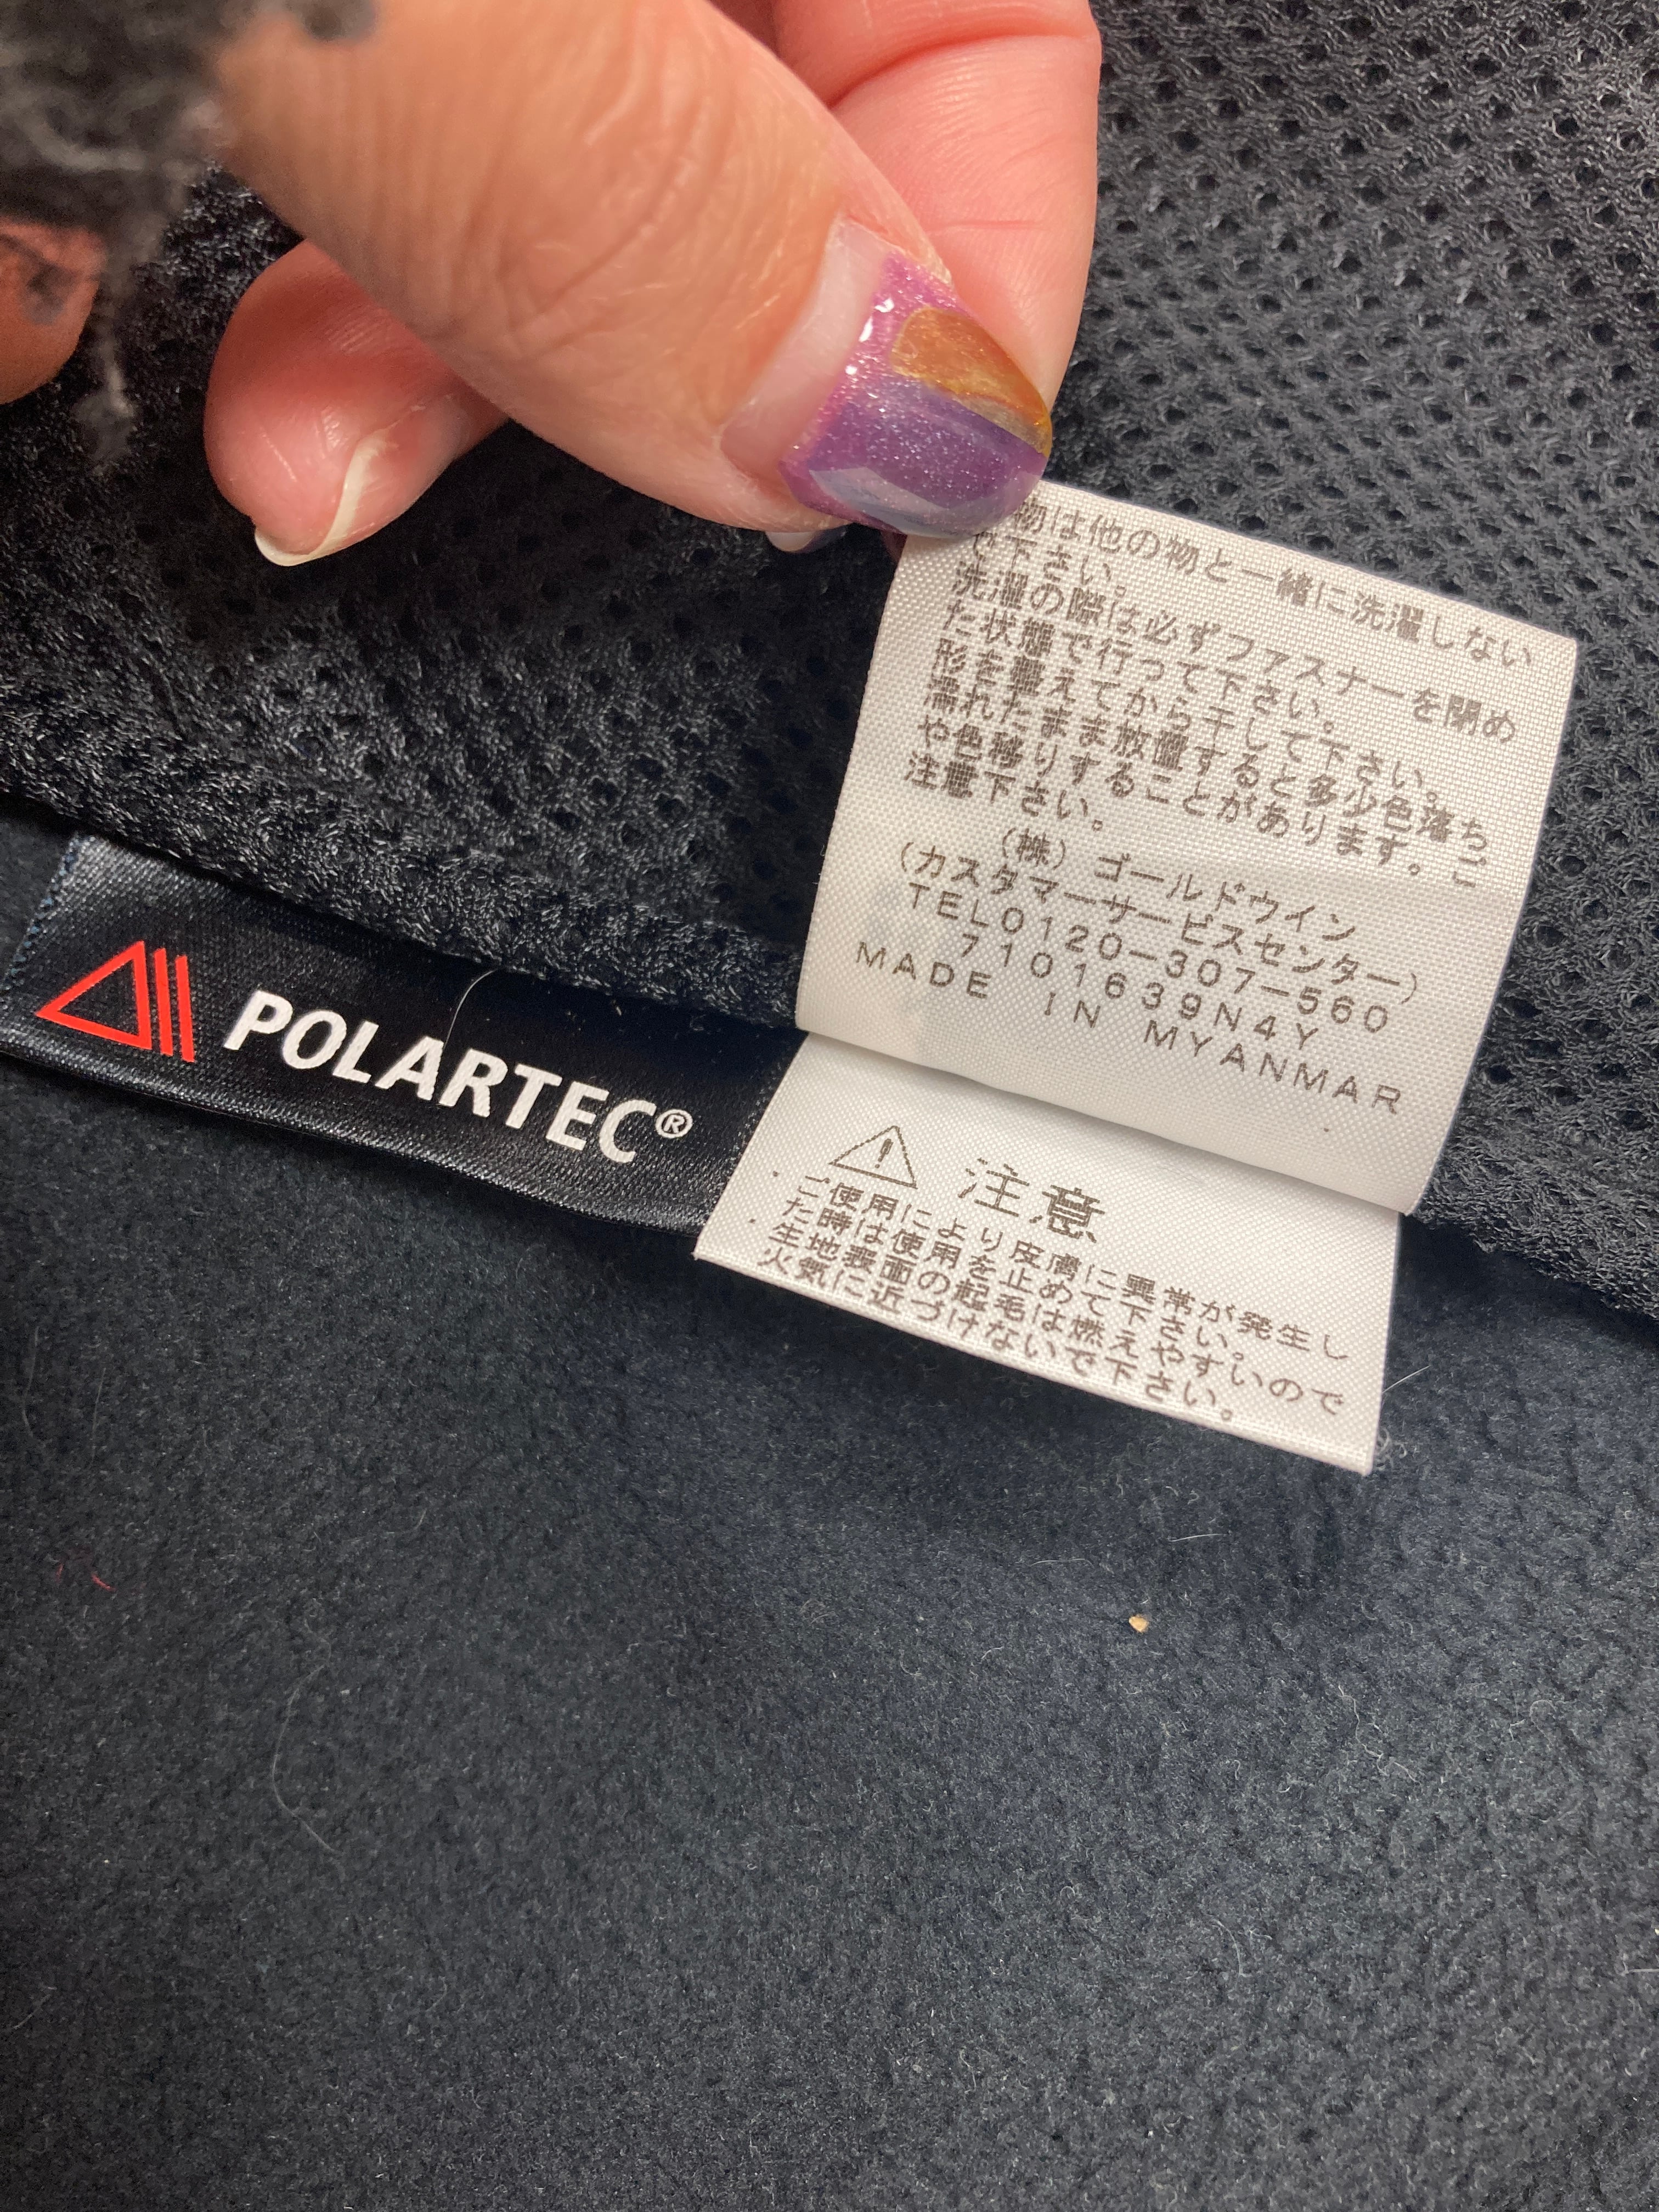 物は他の物と一緒に洗濯しない
で下さい。
洗濯の際は必ずファスナーを閉め
た状態で行って下さい。
形を整えてから干して下さい。
濡れたまま放置すると多少色落ち
や色移りすることがあります。ご
注意下さい。
(株)ゴールドウイン
(カスタマーサービスセンター)
TEL0120-307-560
7101639N4Y
MADE IN MYANMAR
POLARTEC®
注意
ご使用により皮膚に異常が発生し
た時は使用を止めて下さい。
生地表面の起毛は燃えやすいので
火気に近づけないで下さい。